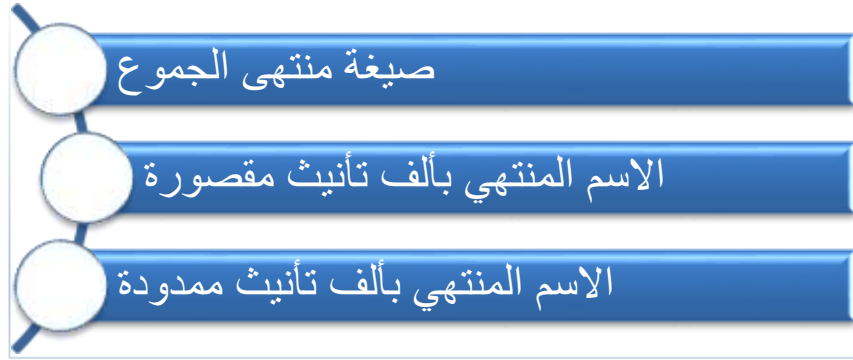 صيغة منتهى الجموع
الاسم المنتهي بألف تأنيث مقصورة
الاسم المنتهي بألف تأنيث ممدودة